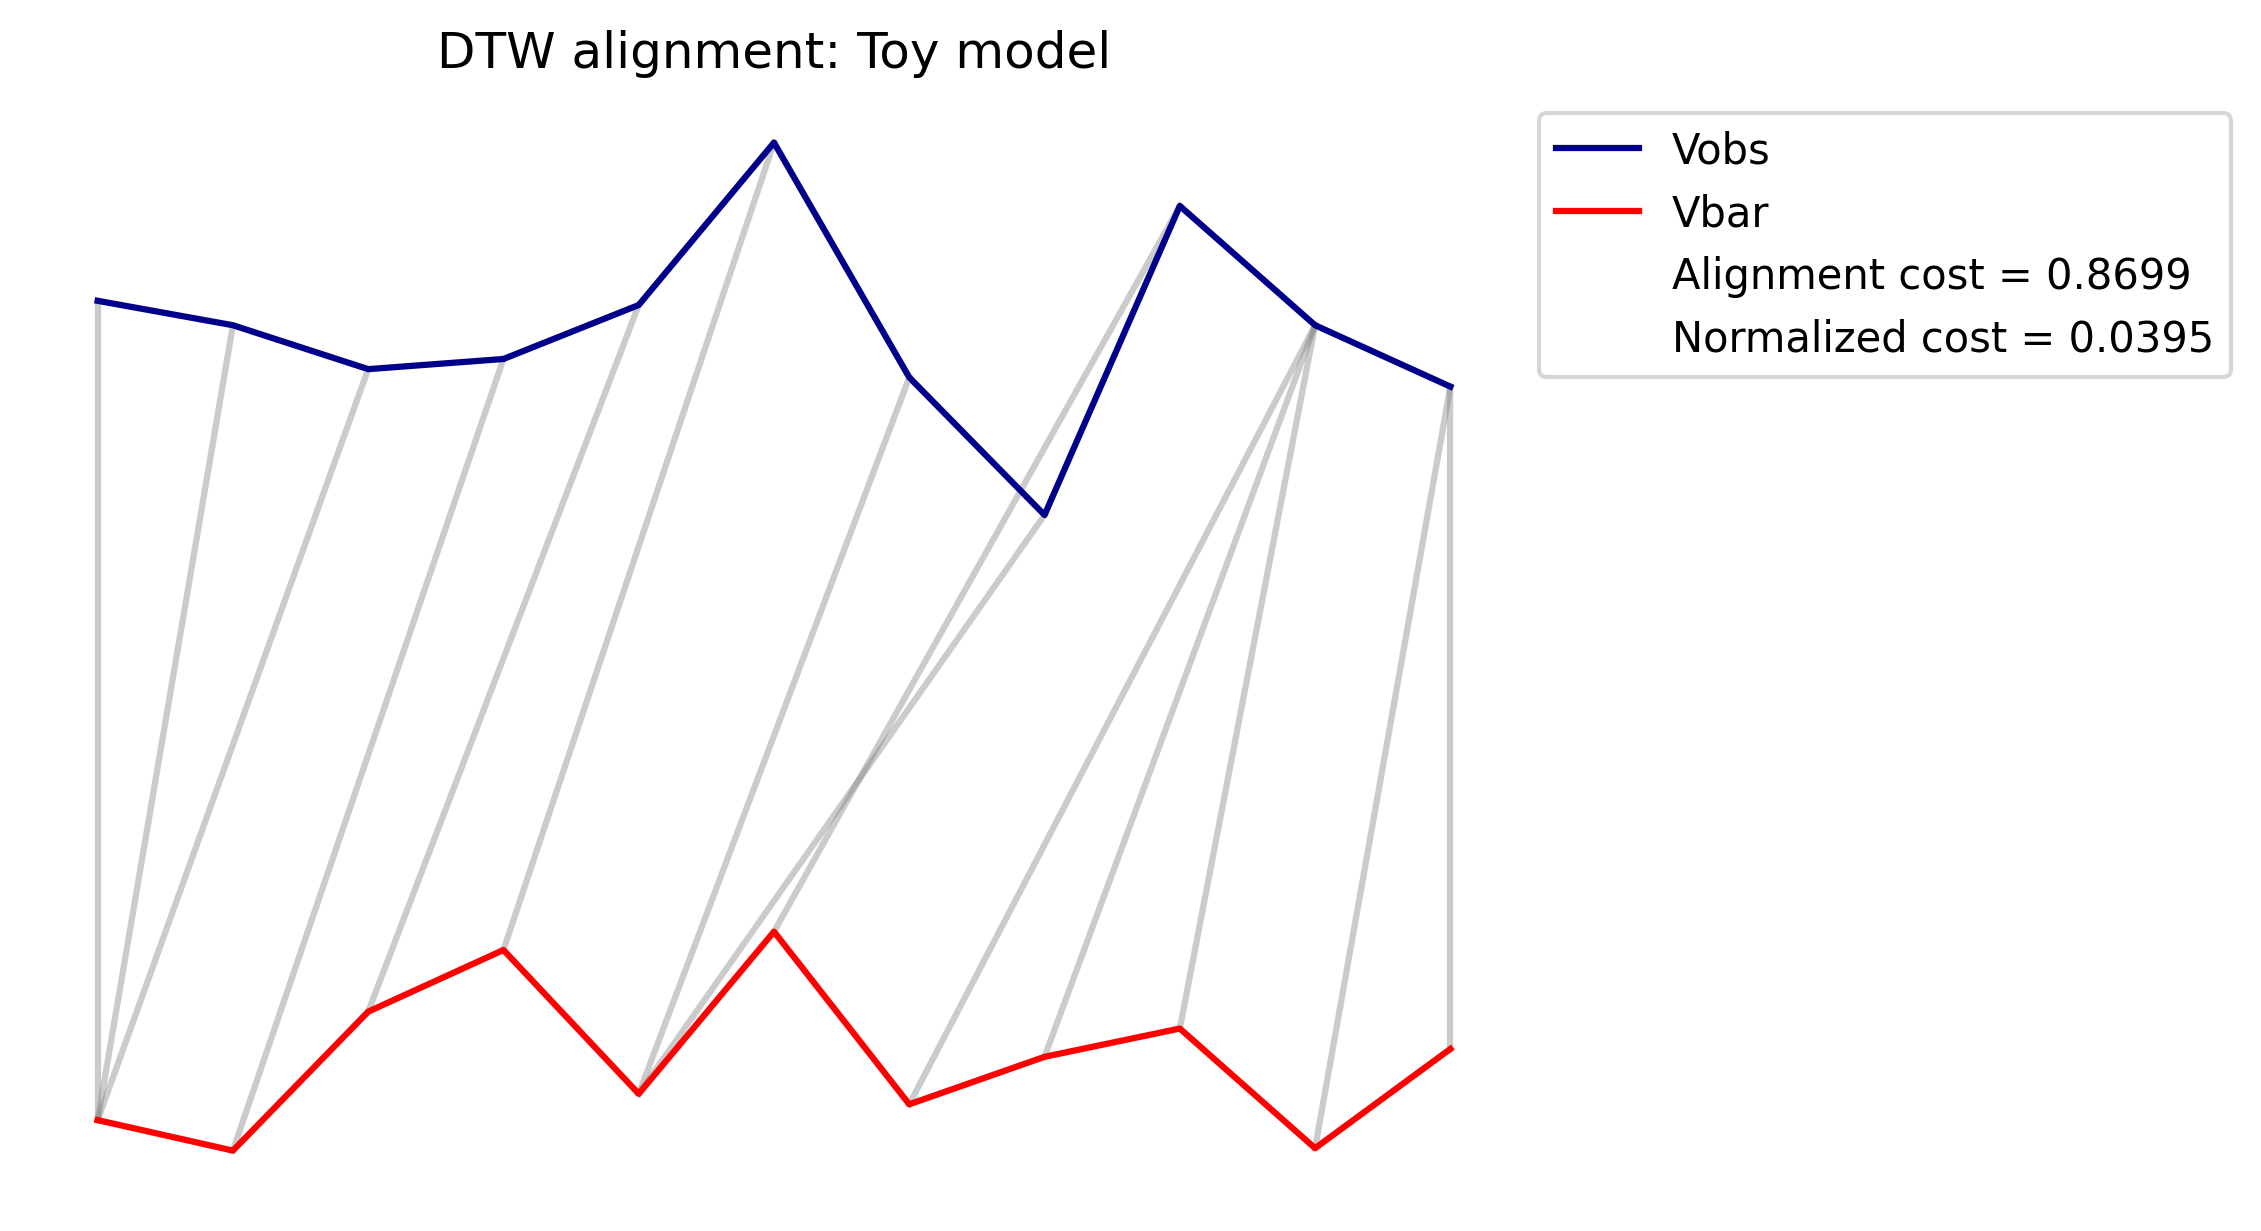 DTW alignment: Toy model
Vobs
Vbar
Alignment cost = 0.8699
Normalized cost = 0.0395